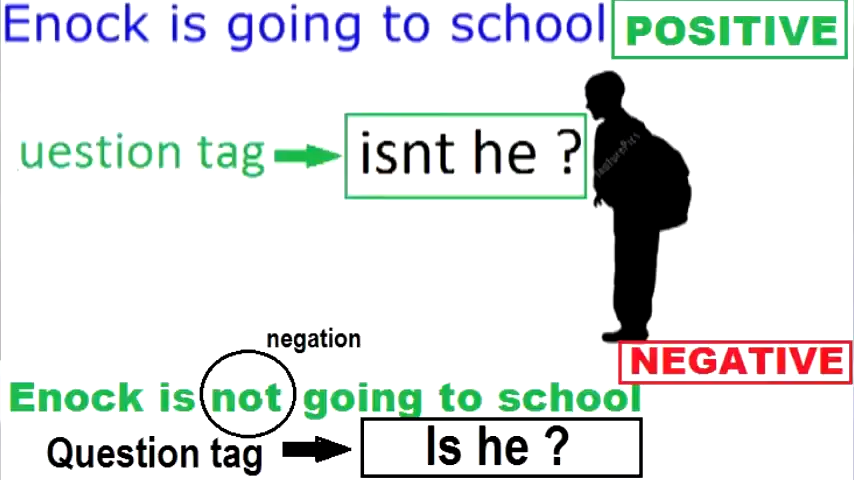 Enock is going to school POSITIVE
uestion tag isnt he ?
negation
NEGATIVE
Enock is not going to school
Question tag Is he ?